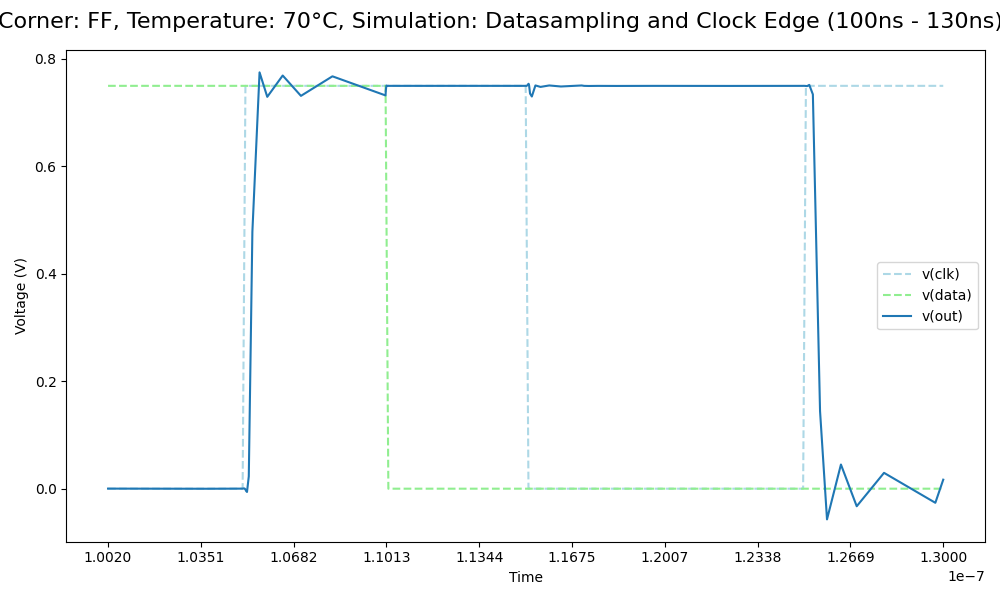 Corner: FF, Temperature: 70°C, Simulation: Datasampling and Clock Edge (100ns - 130ns)
0.8
0.6
0.4
0.2
0.0
Voltage (V)
v(clk)
v(data)
v(out)
1.0020 1.0351 1.0682 1.1013 1.1344 1.1675 1.2007 1.2338 1.2669 1.3000
1e−7
Time